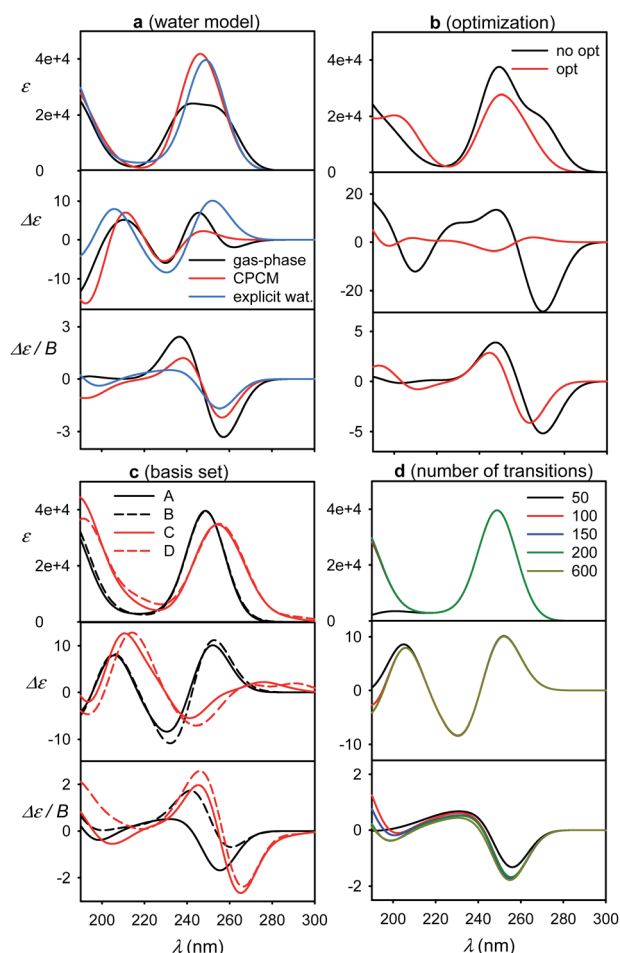 a (water model)
b (optimization)
4e+4
ε
2e+4
0
4e+4
2e+4
0
no opt
opt
10
Δε
0
-10
gas-phase
CPCM
explicit wat.
20
0
-20
3
Δε / B
0
-3
5
0
-5
c (basis set)
d (number of transitions)
4e+4
ε
2e+4
0
A
B
C
D
4e+4
2e+4
0
50
100
150
200
600
10
Δε
0
-10
10
0
-10
2
Δε / B
0
-2
2
0
-2
200 220 240 260 280 300
200 220 240 260 280 300
λ (nm)
λ (nm)